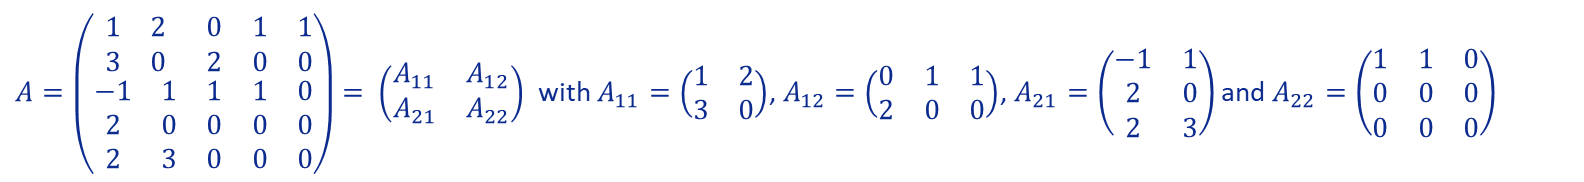 A = (1 2 0 1 1
3 0 2 0 0
−1 1 1 1 0
2 0 0 0 0
2 3 0 0 0) = (A₁₁ A₁₂
A₂₁ A₂₂) with A₁₁ = (1 2
3 0), A₁₂ = (0 1 1
2 0 0), A₂₁ = (−1 1
2 0
2 3) and A₂₂ = (1 1 0
0 0 0
0 0 0)